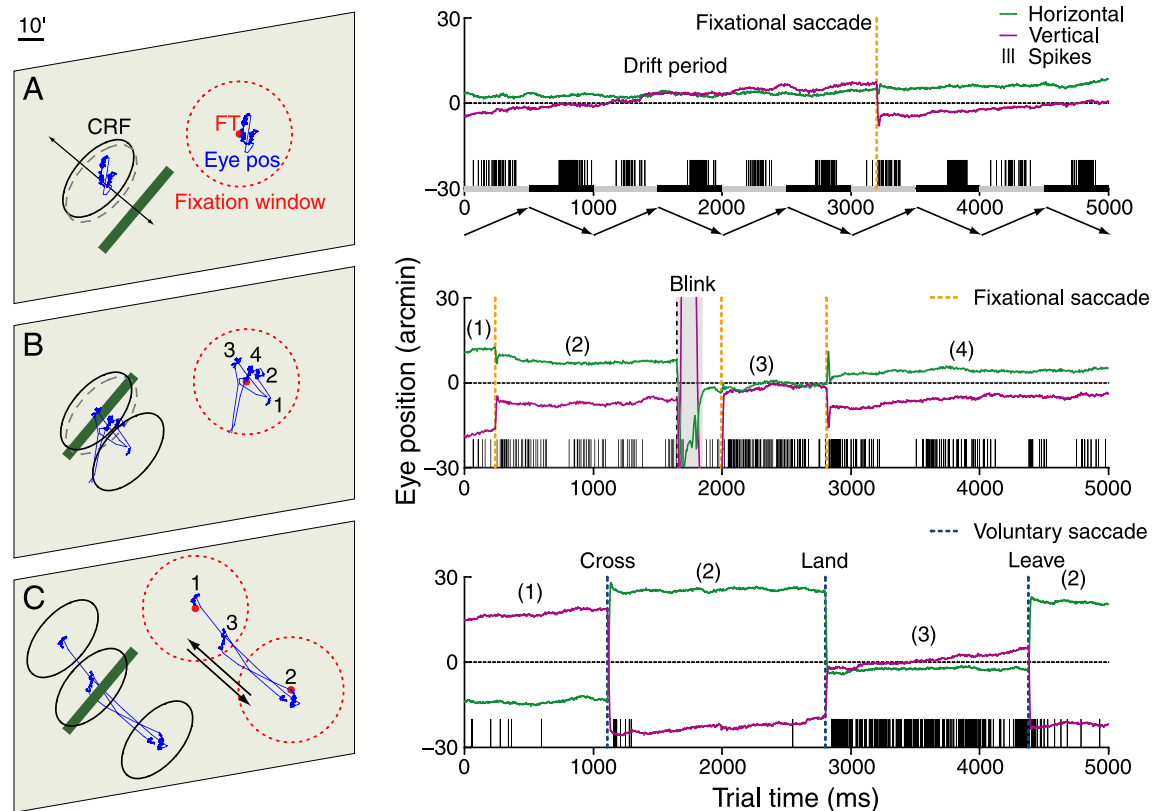 10'
A
CRF
FT
Eye pos
Fixation window
B
3
4
2
1
C
1
3
2
Eye position (arcmin)
Fixational saccade
Horizontal
Vertical
Spikes
Drift period
30
0
−30
0 1000 2000 3000 4000 5000
Blink
Fixational saccade
30
(1)
(2)
(3)
(4)
0
−30
0 1000 2000 3000 4000 5000
Voluntary saccade
Cross
Land
Leave
30
(1)
(2)
(3)
(2)
0
−30
0 1000 2000 3000 4000 5000
Trial time (ms)